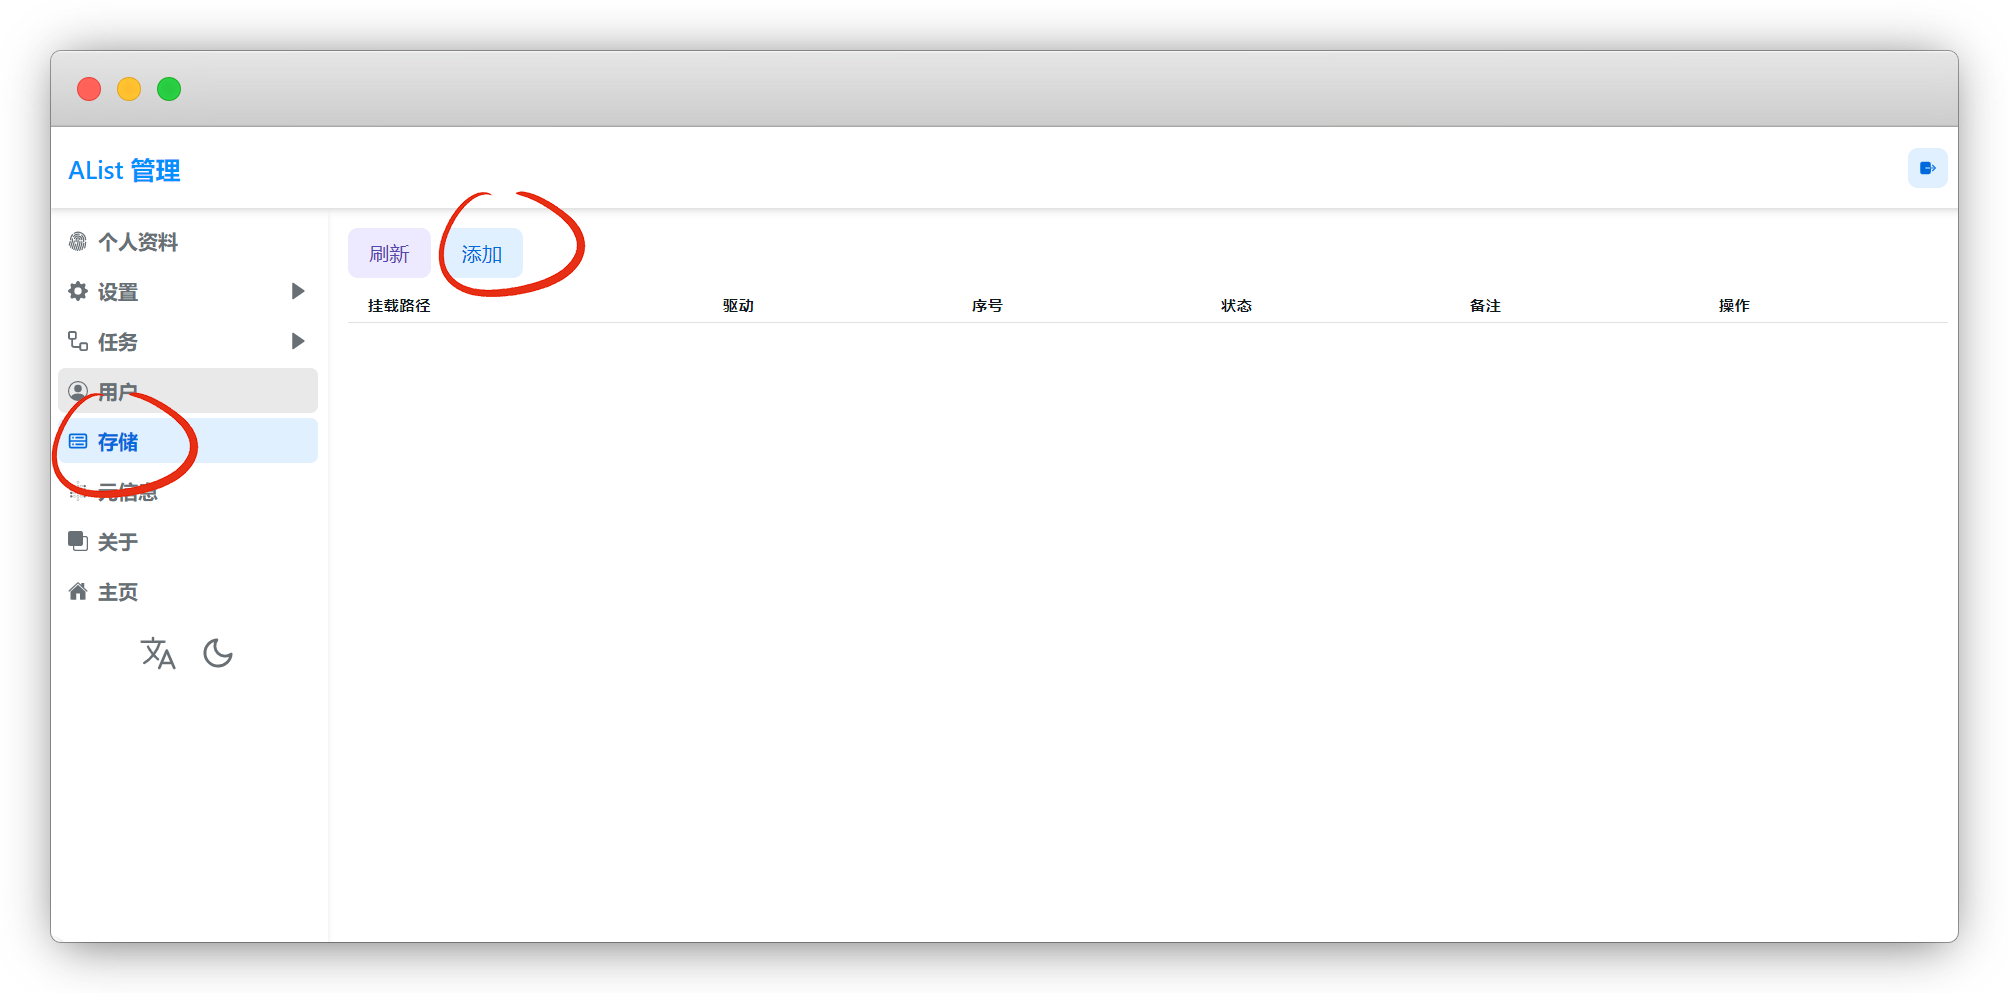 AList 管理
个人资料
设置
任务
用户
存储
元信息
关于
主页
刷新 添加
挂载路径 驱动 序号 状态 备注 操作